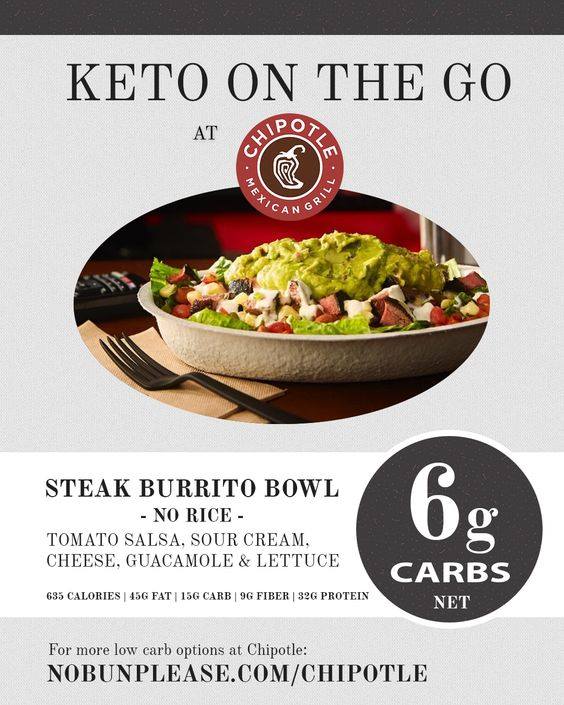 KETO ON THE GO
AT
CHIPOTLE
MEXICAN GRILL
STEAK BURRITO BOWL
- NO RICE -
TOMATO SALSA, SOUR CREAM,
CHEESE, GUACAMOLE & LETTUCE
635 CALORIES | 45G FAT | 15G CARB | 9G FIBER | 32G PROTEIN
6g
CARBS
NET
For more low carb options at Chipotle:
NOBUNPLEASE.COM/CHIPOTLE